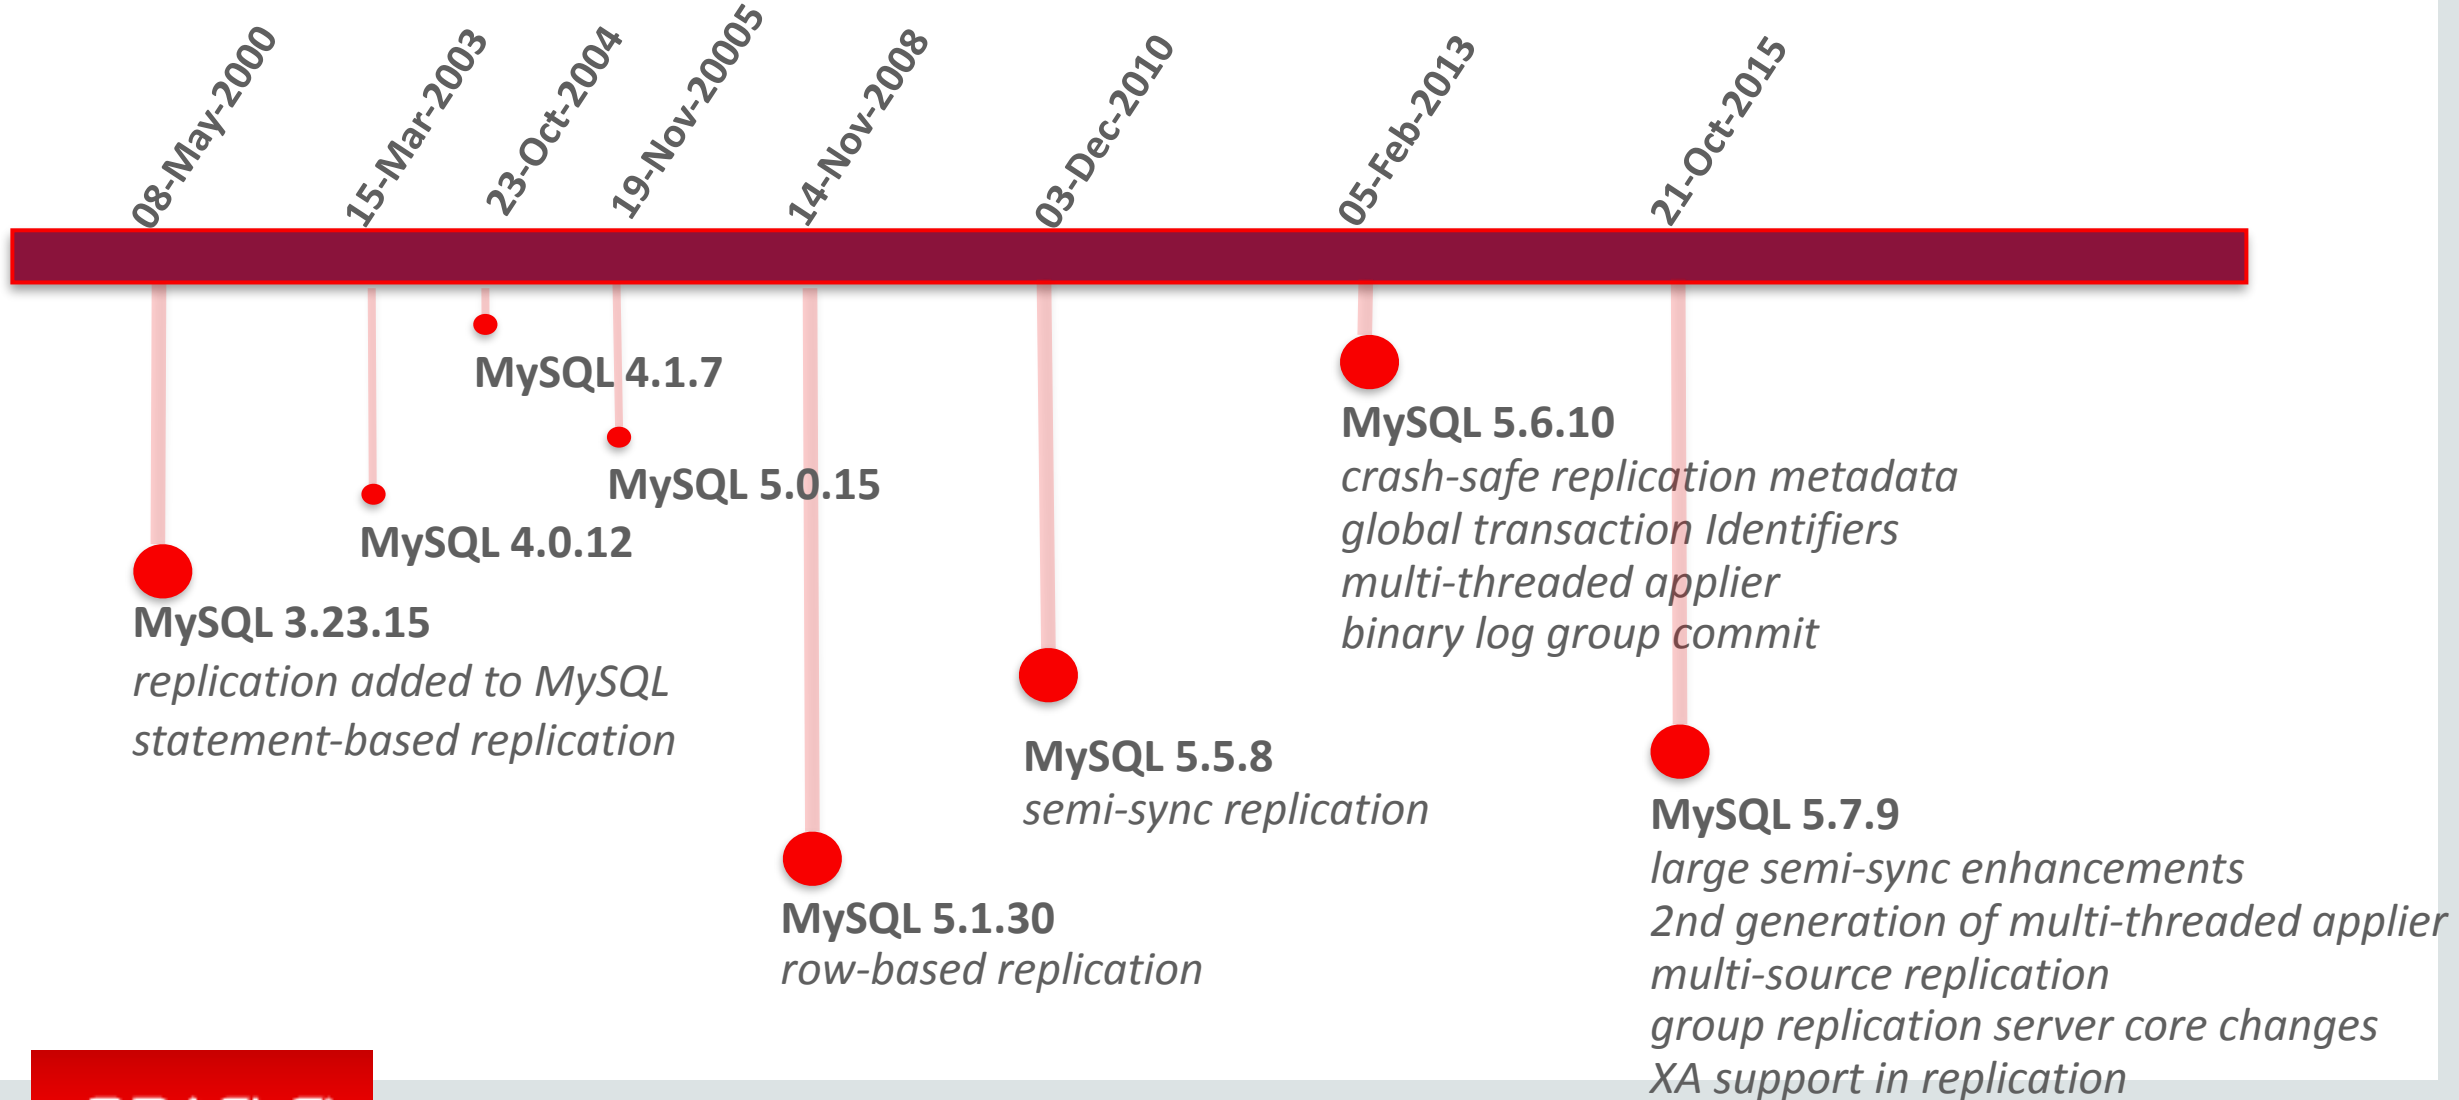 08-May-2000
15-Mar-2003
23-Oct-2004
19-Nov-20005
14-Nov-2008
03-Dec-2010
05-Feb-2013
21-Oct-2015
MySQL 4.1.7
MySQL 5.0.15
MySQL 4.0.12
MySQL 3.23.15
replication added to MySQL
statement-based replication
MySQL 5.1.30
row-based replication
MySQL 5.5.8
semi-sync replication
MySQL 5.6.10
crash-safe replication metadata
global transaction Identifiers
multi-threaded applier
binary log group commit
MySQL 5.7.9
large semi-sync enhancements
2nd generation of multi-threaded applier
multi-source replication
group replication server core changes
XA support in replication